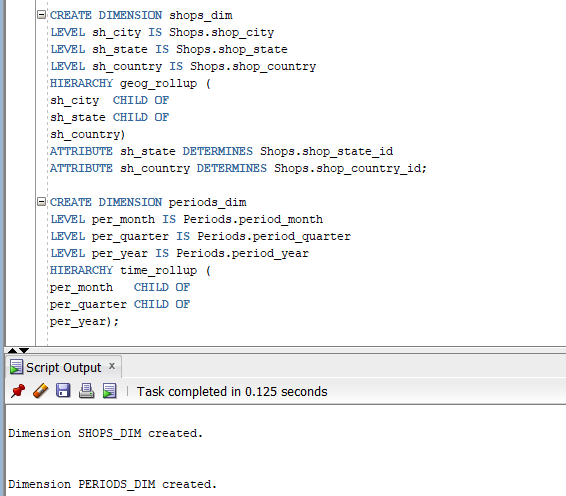 CREATE DIMENSION shops_dim
LEVEL sh_city IS Shops.shop_city
LEVEL sh_state IS Shops.shop_state
LEVEL sh_country IS Shops.shop_country
HIERARCHY geog_rollup (
sh_city  CHILD OF
sh_state CHILD OF
sh_country)
ATTRIBUTE sh_state DETERMINES Shops.shop_state_id
ATTRIBUTE sh_country DETERMINES Shops.shop_country_id;
CREATE DIMENSION periods_dim
LEVEL per_month IS Periods.period_month
LEVEL per_quarter IS Periods.period_quarter
LEVEL per_year IS Periods.period_year
HIERARCHY time_rollup (
per_month   CHILD OF
per_quarter CHILD OF
per_year);
Script Output x
Task completed in 0.125 seconds
Dimension SHOPS_DIM created.
Dimension PERIODS_DIM created.